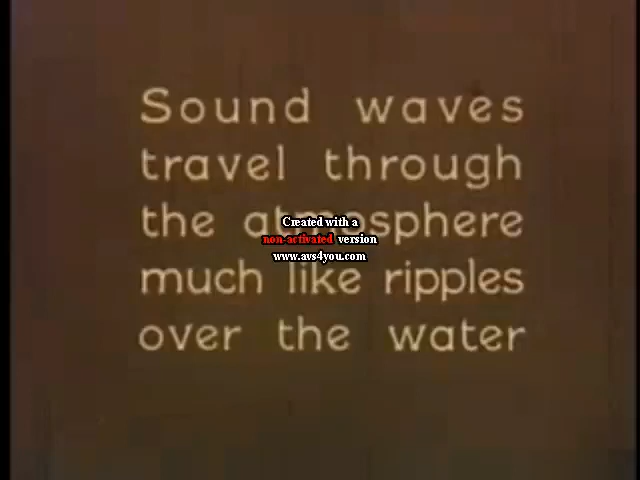 Sound waves
travel through
the atmosphere
much like ripples
over the water
Created with a
non-activated version
www.avs4you.com